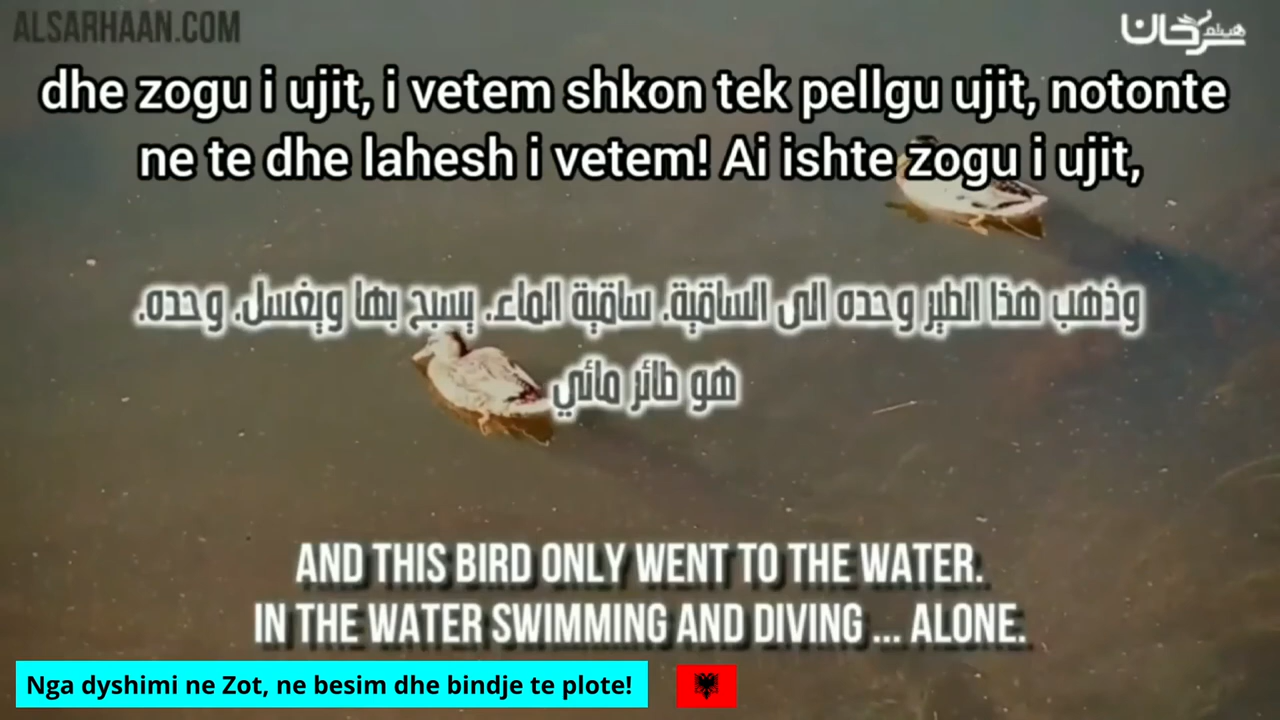 ALSARHAAN.COM
هيثم سرحان
dhe zogu i ujit, i vetem shkon tek pellgu ujit, notonte
ne te dhe lahesh i vetem! Ai ishte zogu i ujit,
وذهب هذا الطير وحده الى الساقية. ساقية الماء. يسبح بها ويغسل. وحده.
هو طائر مائي
AND THIS BIRD ONLY WENT TO THE WATER.
IN THE WATER SWIMMING AND DIVING ... ALONE.
Nga dyshimi ne Zot, ne besim dhe bindje te plote!